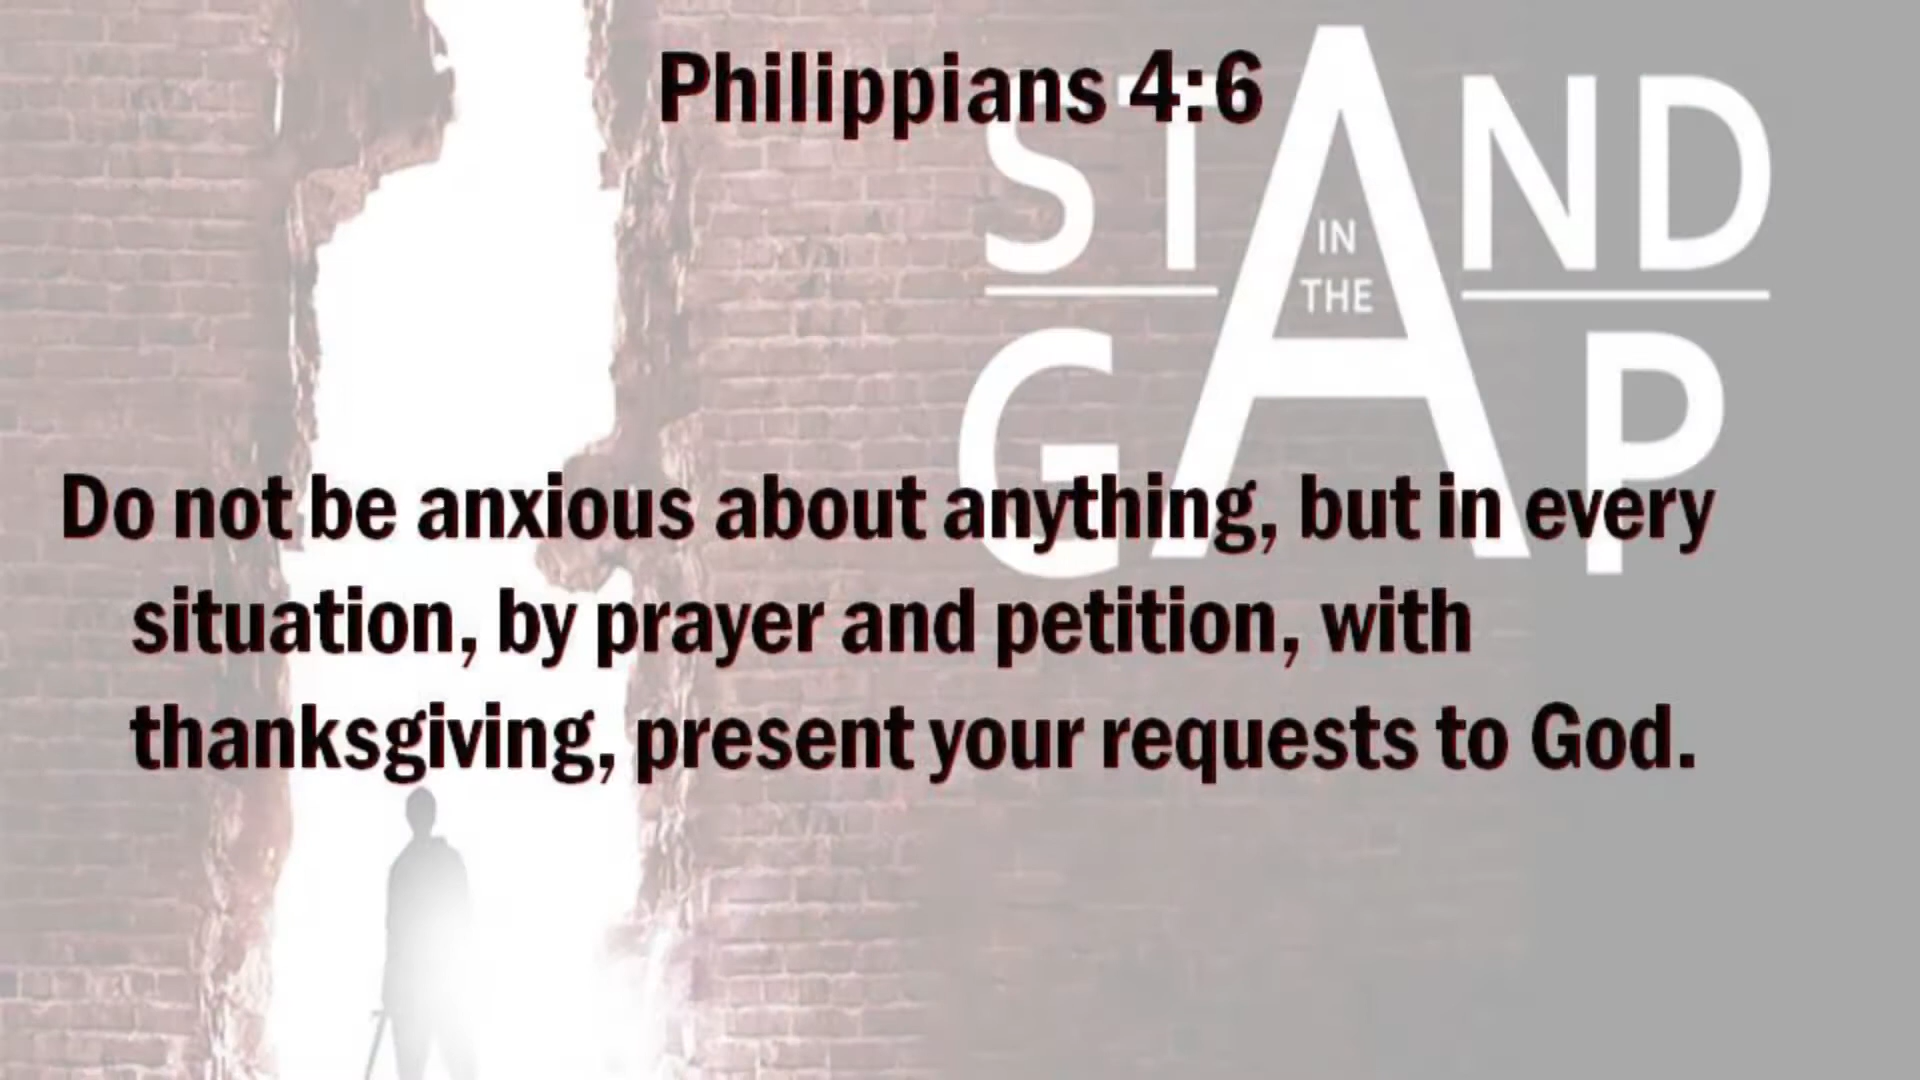 Philippians 4:6
STAND
IN
THE
GAP
Do not be anxious about anything, but in every
situation, by prayer and petition, with
thanksgiving, present your requests to God.